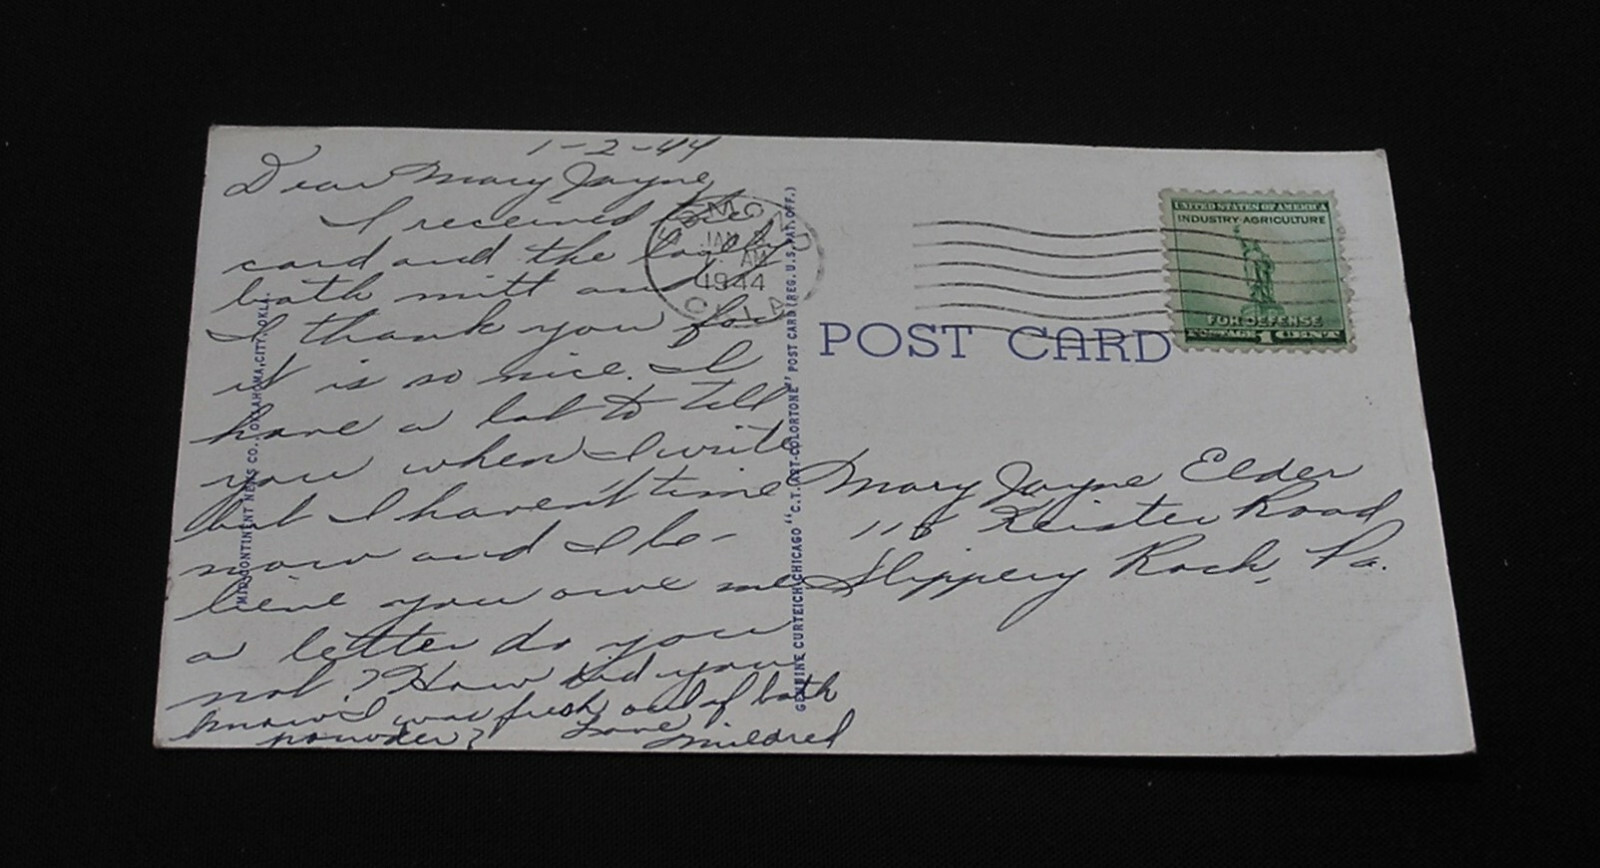 1-2-44
Dear Mary Jayne,
I received the
card and the lovely
bath mitt and
I thank you for
it is so nice. I
have a lot to tell
you when I write
but I haven't time
now and I be-
lieve you owe me
a letter do you
not? How did you
know I was fresh out of bath
powder?
Love
Mildred
MID-CONTINENT NEWS CO., OKLAHOMA CITY, OKLA.
GENUINE CURTEICH-CHICAGO "C.T. ART-COLORTONE" POST CARD (REG. U.S. PAT. OFF.)
JAN
AM
1944
OKLA
POST CARD
UNITED STATES OF AMERICA
INDUSTRY-AGRICULTURE
FOR DEFENSE
POSTAGE 1 CENT
Mary Jayne Elder
118 Keister Road
Slippery Rock, Pa.